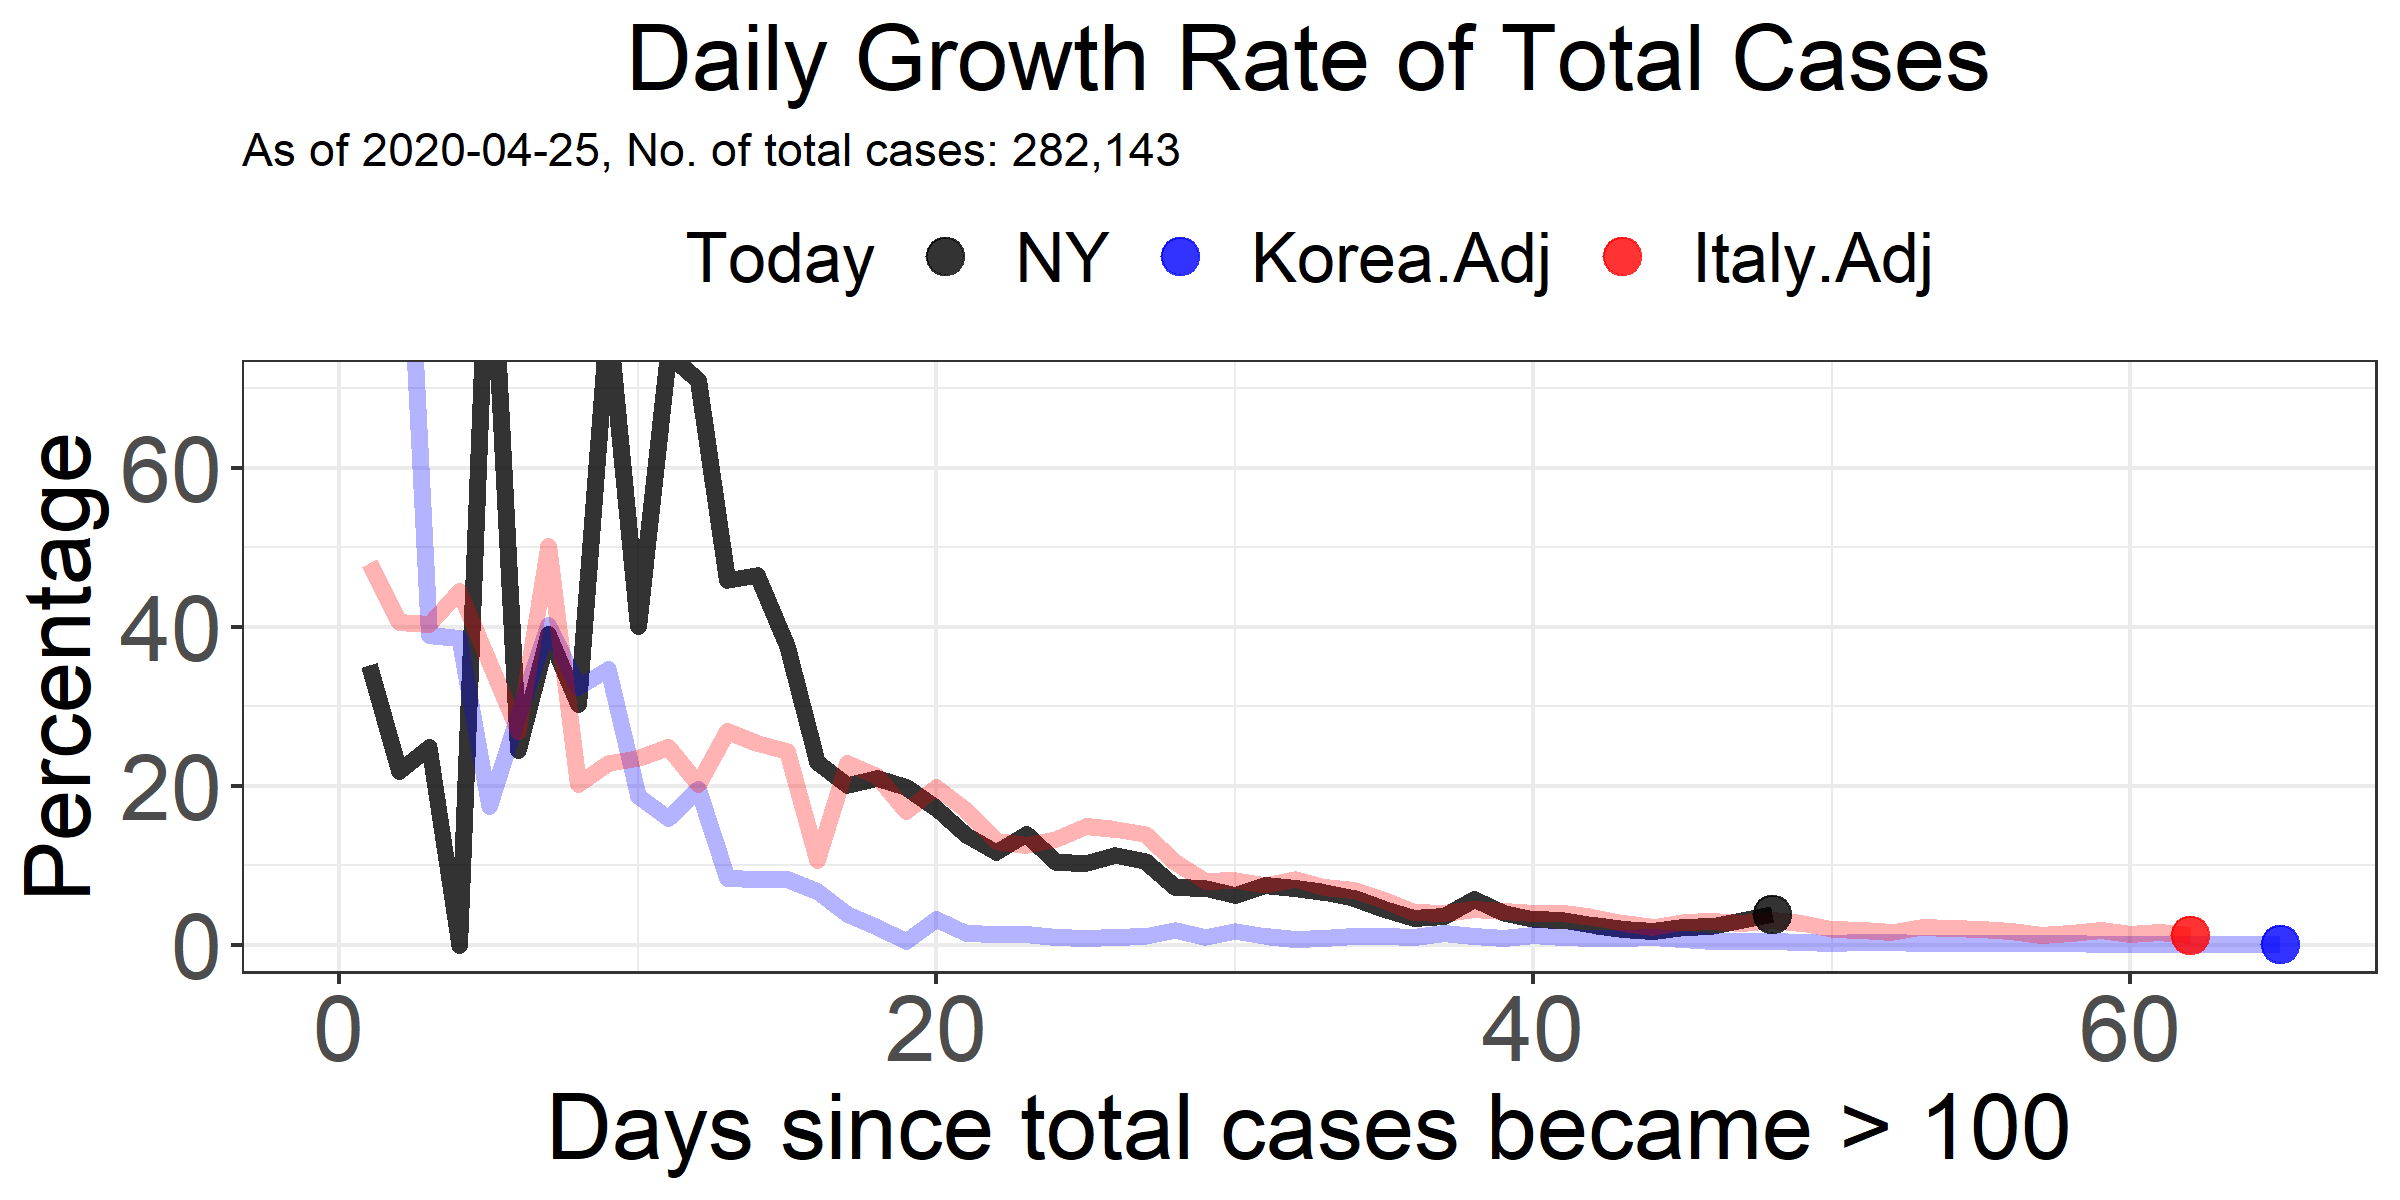 Daily Growth Rate of Total Cases
As of 2020-04-25, No. of total cases: 282,143
Today NY Korea.Adj Italy.Adj
Percentage
60
40
20
0
0 20 40 60
Days since total cases became > 100